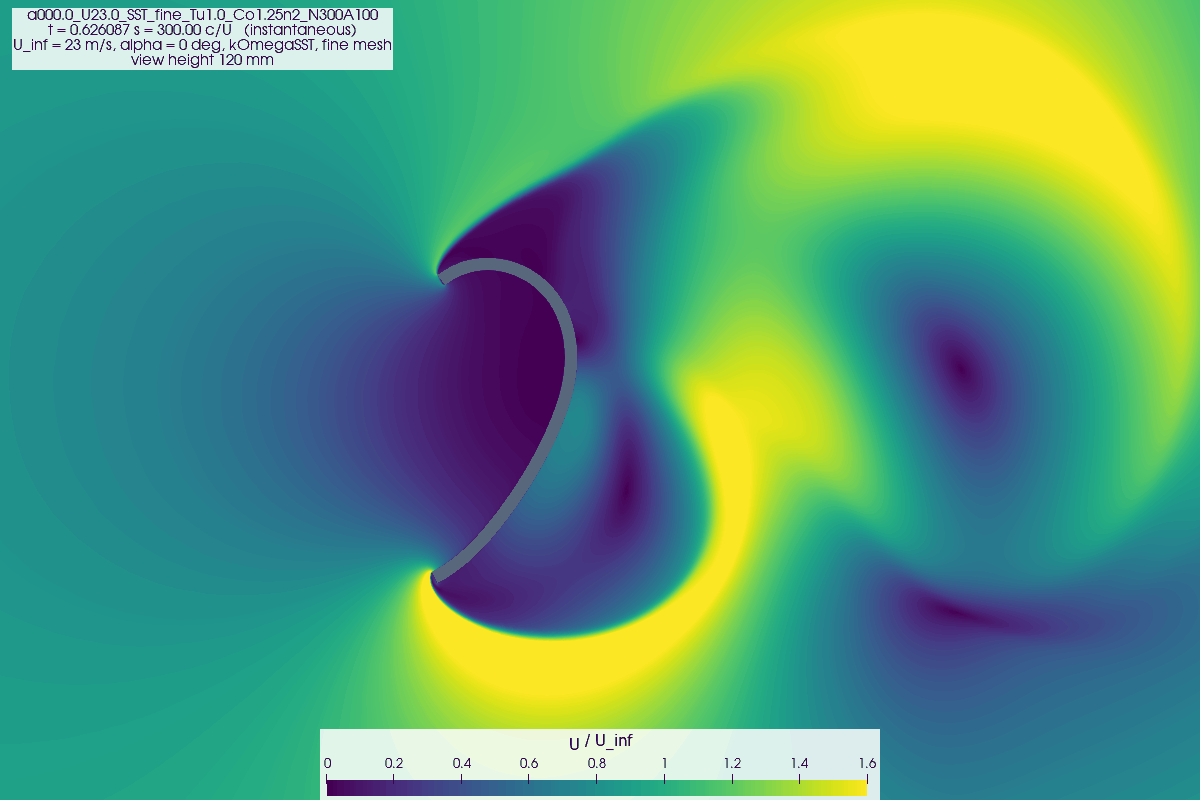 a000.0_U23.0_SST_fine_Tu1.0_Co1.25n2_N300A100
t = 0.626087 s = 300.00 c/U (instantaneous)
U_inf = 23 m/s, alpha = 0 deg, kOmegaSST, fine mesh
view height 120 mm
U / U_inf
0 0.2 0.4 0.6 0.8 1 1.2 1.4 1.6